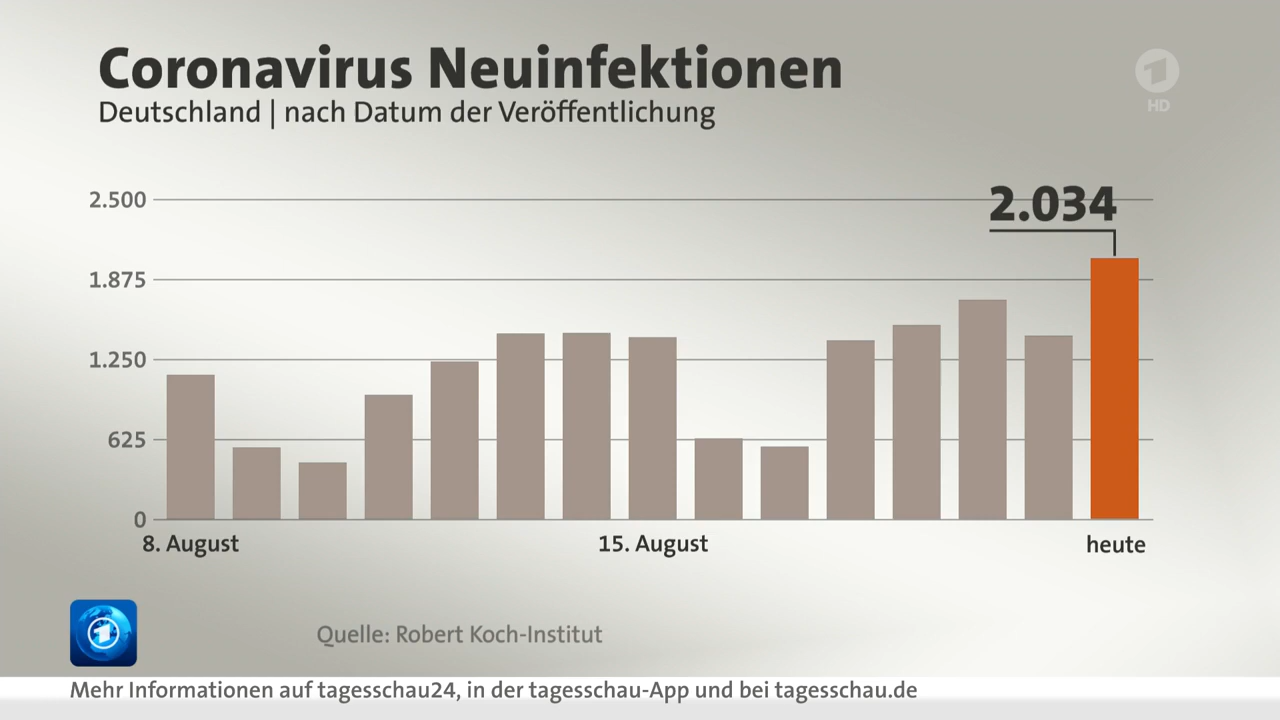 Coronavirus Neuinfektionen
Deutschland | nach Datum der Veröffentlichung
1
HD
2.500
2.034
1.875
1.250
625
0
8. August
15. August
heute
1
Quelle: Robert Koch-Institut
Mehr Informationen auf tagesschau24, in der tagesschau-App und bei tagesschau.de